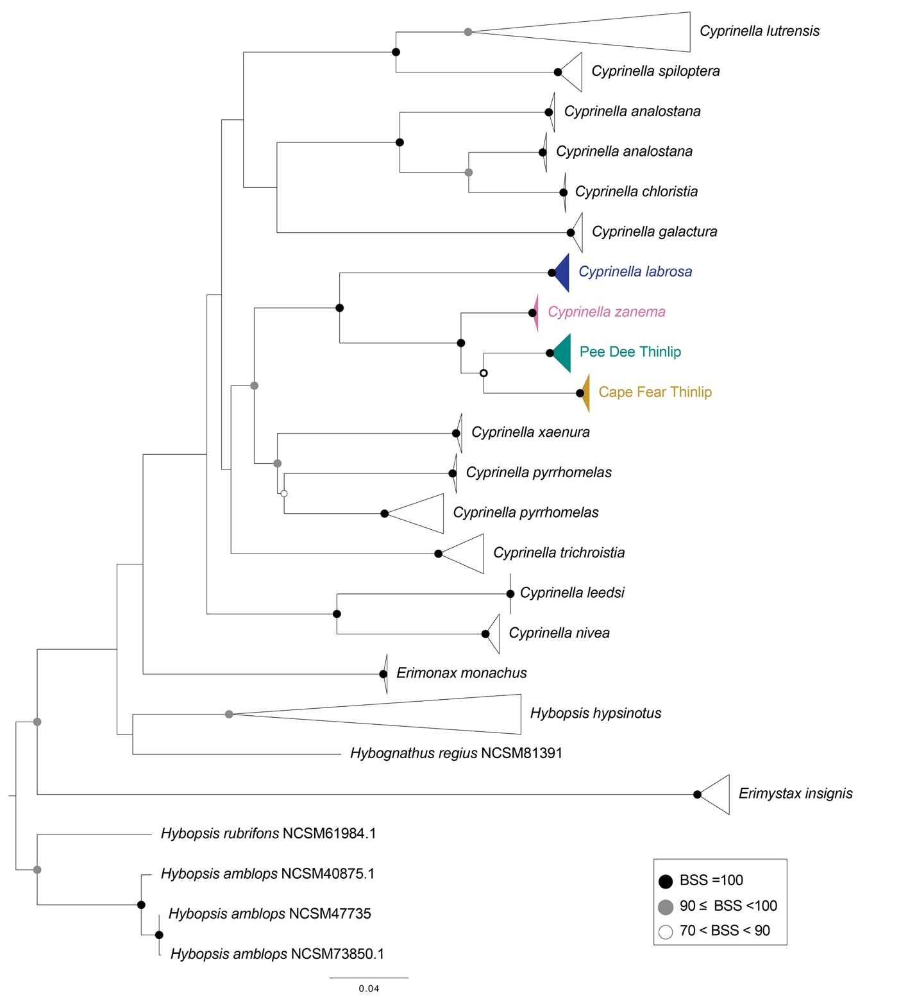 Cyprinella lutrensis
Cyprinella spiloptera
Cyprinella analostana
Cyprinella analostana
Cyprinella chloristia
Cyprinella galactura
Cyprinella labrosa
Cyprinella zanema
Pee Dee Thinlip
Cape Fear Thinlip
Cyprinella xaenura
Cyprinella pyrrhomelas
Cyprinella pyrrhomelas
Cyprinella trichroistia
Cyprinella leedsi
Cyprinella nivea
Erimonax monachus
Hybopsis hypsinotus
Hybognathus regius NCSM81391
Erimystax insignis
Hybopsis rubrifons NCSM61984.1
Hybopsis amblops NCSM40875.1
Hybopsis amblops NCSM47735
Hybopsis amblops NCSM73850.1
BSS =100
90 ≤ BSS <100
70 < BSS < 90
0.04